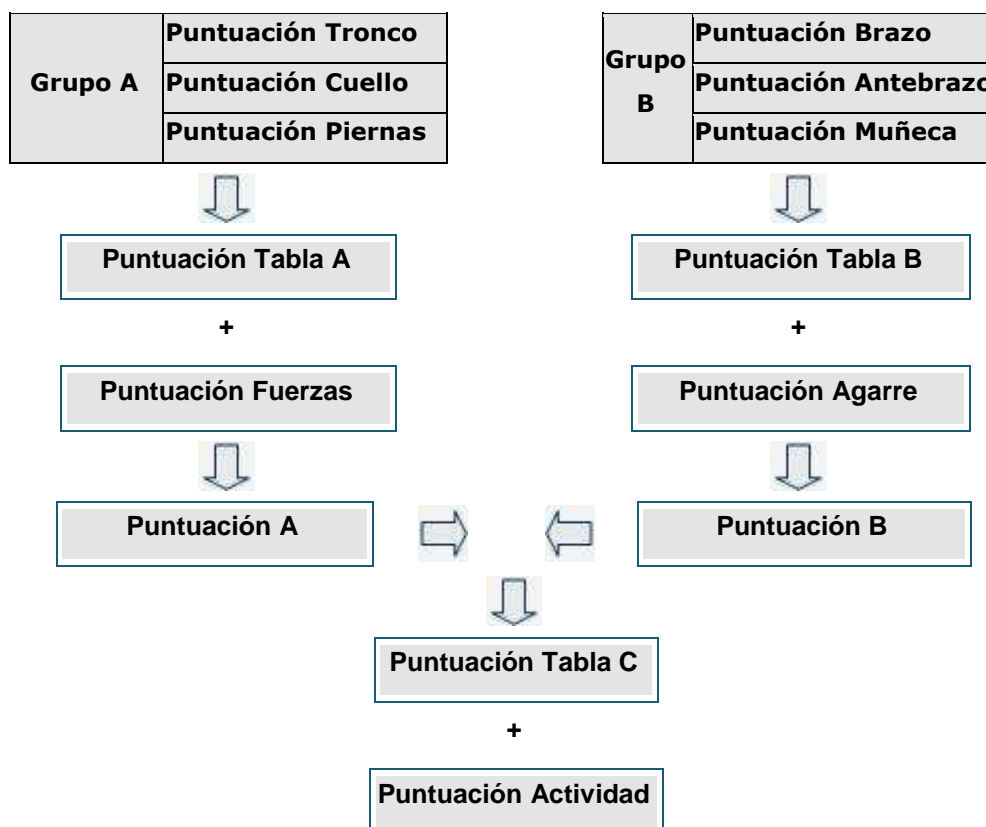 Grupo A
Puntuación Tronco
Puntuación Cuello
Puntuación Piernas
Grupo
B
Puntuación Brazo
Puntuación Antebrazo
Puntuación Muñeca
Puntuación Tabla A
+
Puntuación Fuerzas
Puntuación A
Puntuación Tabla B
+
Puntuación Agarre
Puntuación B
Puntuación Tabla C
+
Puntuación Actividad